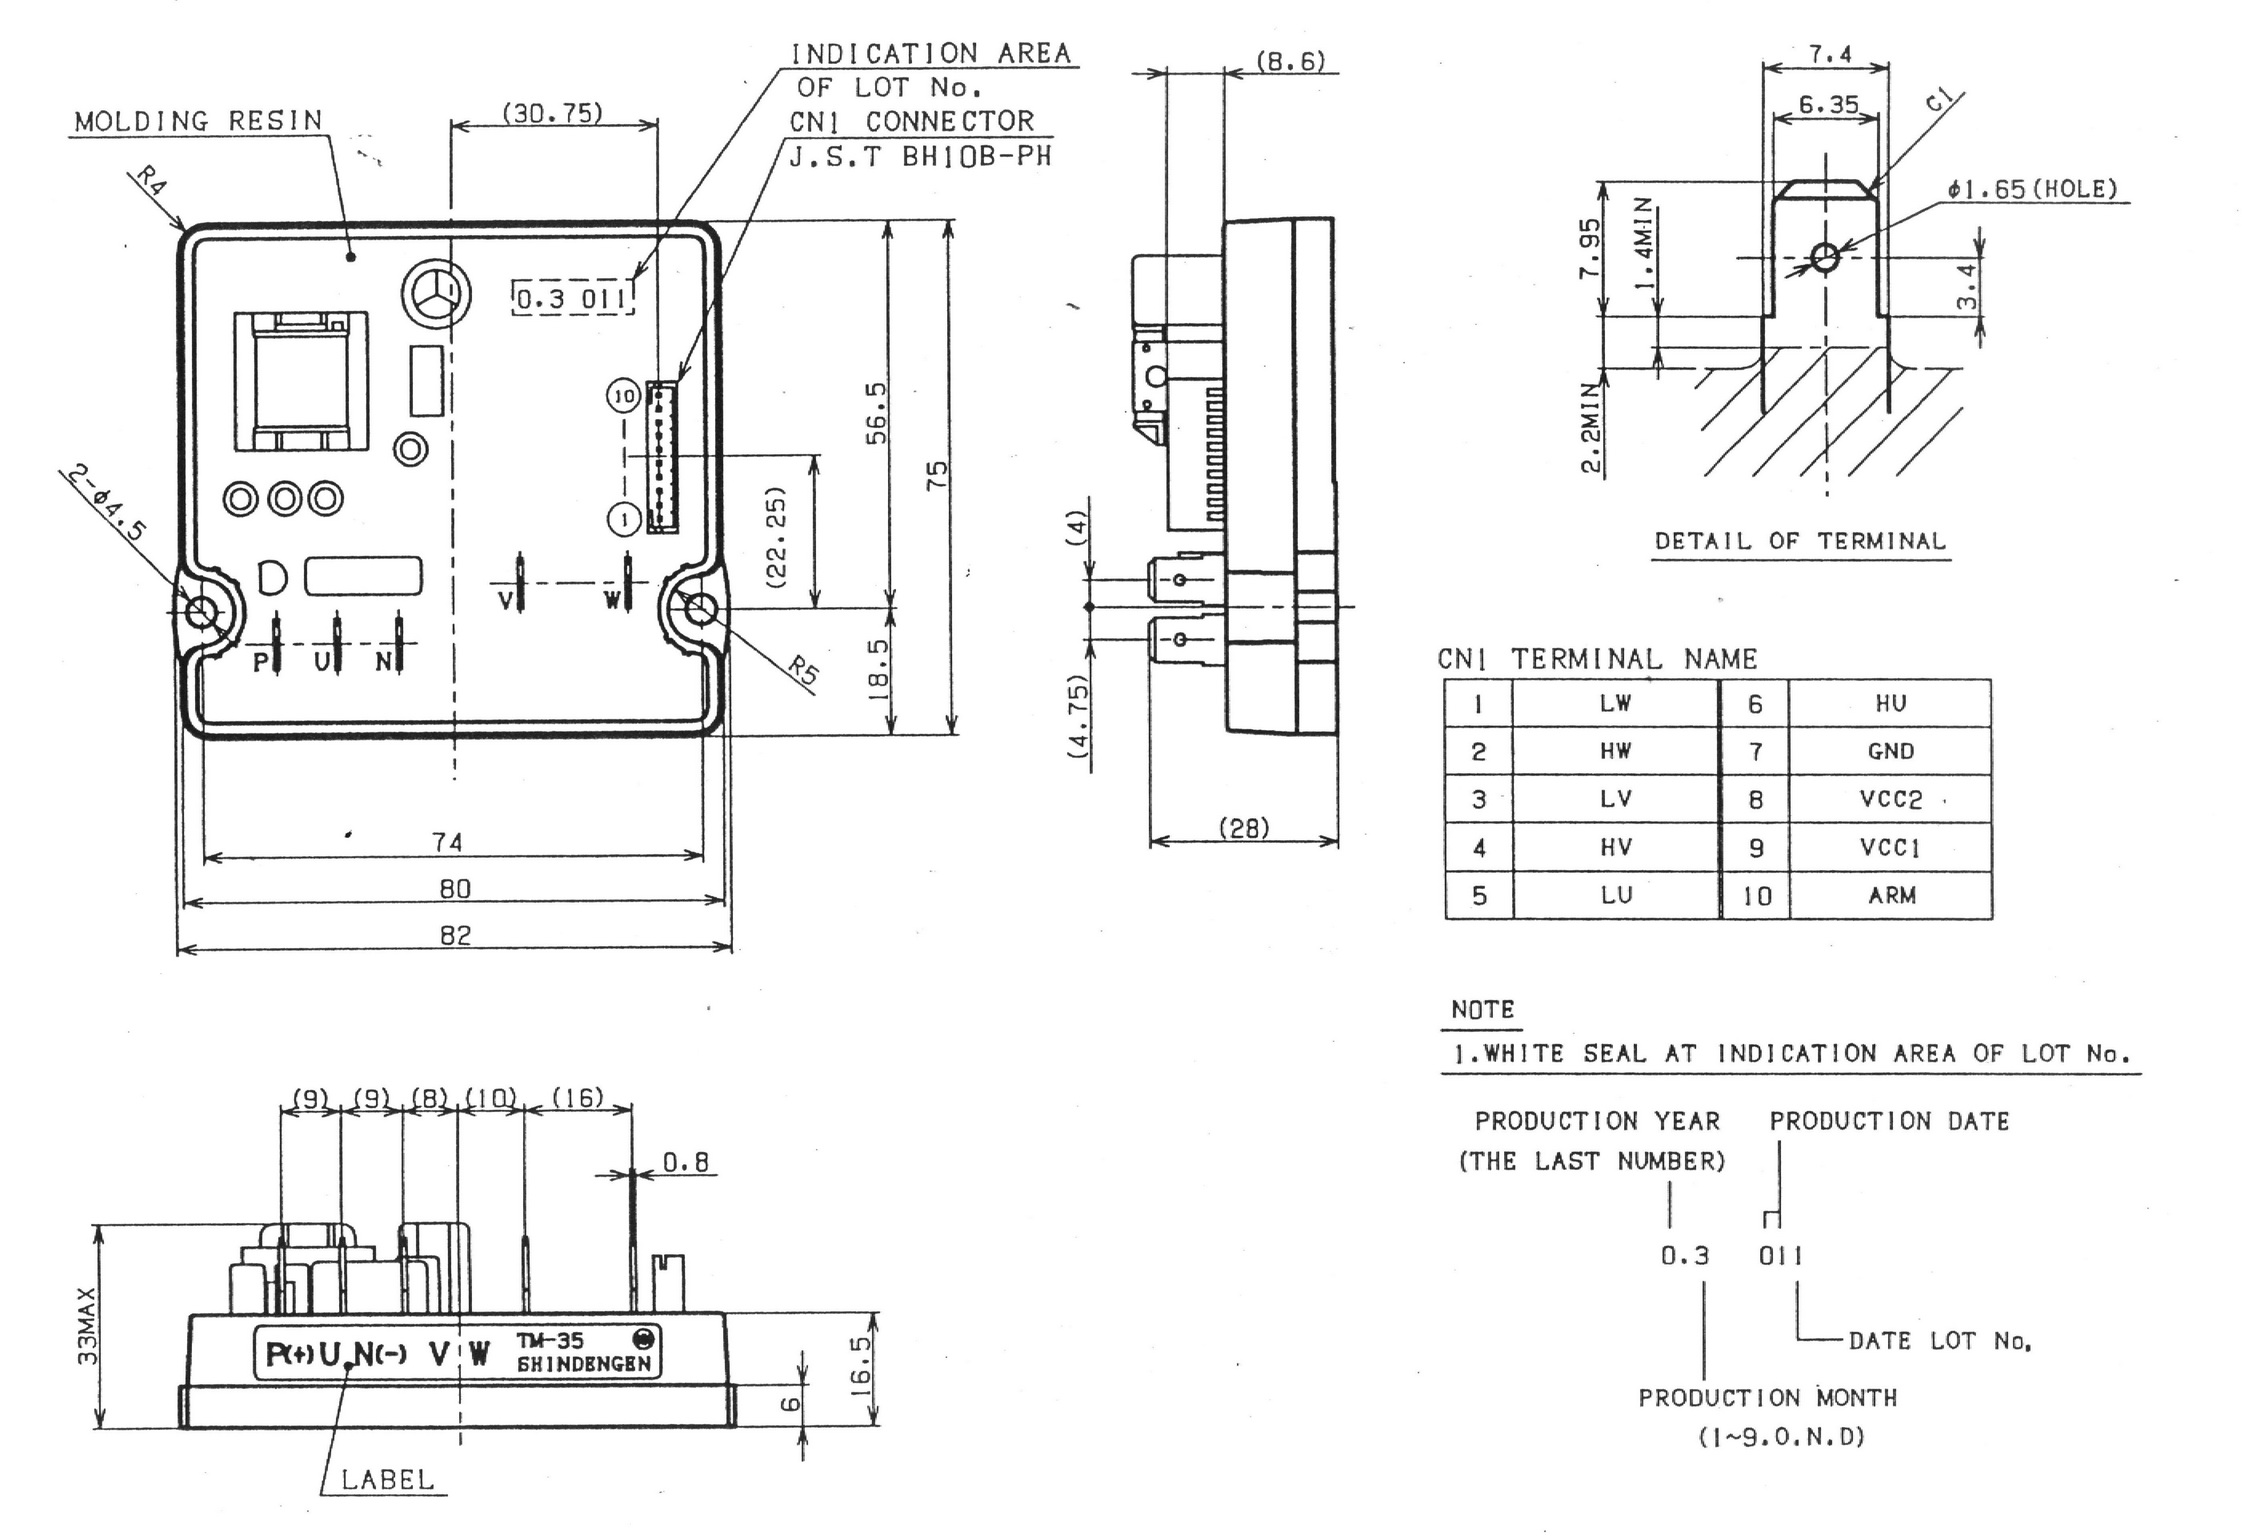 INDICATION AREA
OF LOT No.
CN1 CONNECTOR
J.S.T BH10B-PH
MOLDING RESIN
(30.75)
R4
0.3 011
10
1
2-φ4.5
V
W
P
U
N
R5
56.5
75
(22.25)
18.5
74
80
82
(8.6)
(4)
(4.75)
(28)
7.4
6.35
C1
φ1.65(HOLE)
7.95
1.4MIN
3.4
2.2MIN
DETAIL OF TERMINAL
CN1 TERMINAL NAME
1 LW 6 HU
2 HW 7 GND
3 LV 8 VCC2
4 HV 9 VCC1
5 LU 10 ARM
NOTE
1.WHITE SEAL AT INDICATION AREA OF LOT No.
PRODUCTION YEAR
(THE LAST NUMBER)
PRODUCTION DATE
0.3 011
DATE LOT No.
PRODUCTION MONTH
(1~9.O.N.D)
(9) (9) (8) (10) (16)
0.8
33MAX
P(+) U N(-) V W
TM-35
SHINDENGEN
16.5
6
LABEL